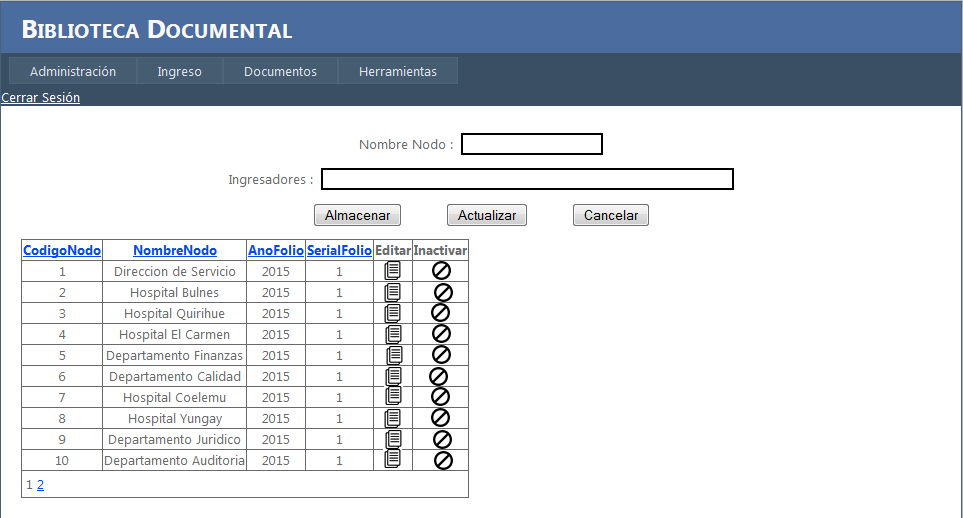 BIBLIOTECA DOCUMENTAL
Administración Ingreso Documentos Herramientas
Cerrar Sesión
Nombre Nodo :
Ingresadores :
Almacenar Actualizar Cancelar
CodigoNodo NombreNodo AnoFolio SerialFolio Editar Inactivar
1 Direccion de Servicio 2015 1
2 Hospital Bulnes 2015 1
3 Hospital Quirihue 2015 1
4 Hospital El Carmen 2015 1
5 Departamento Finanzas 2015 1
6 Departamento Calidad 2015 1
7 Hospital Coelemu 2015 1
8 Hospital Yungay 2015 1
9 Departamento Juridico 2015 1
10 Departamento Auditoria 2015 1
1 2